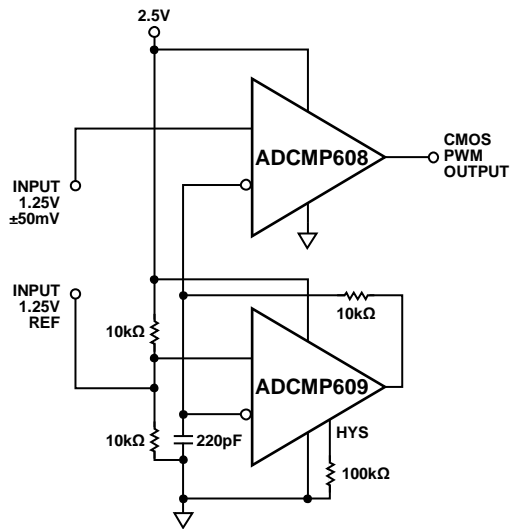 2.5V
ADCMP608
CMOS
PWM
OUTPUT
INPUT
1.25V
±50mV
INPUT
1.25V
REF
10kΩ
10kΩ
ADCMP609
10kΩ
220pF
HYS
100kΩ